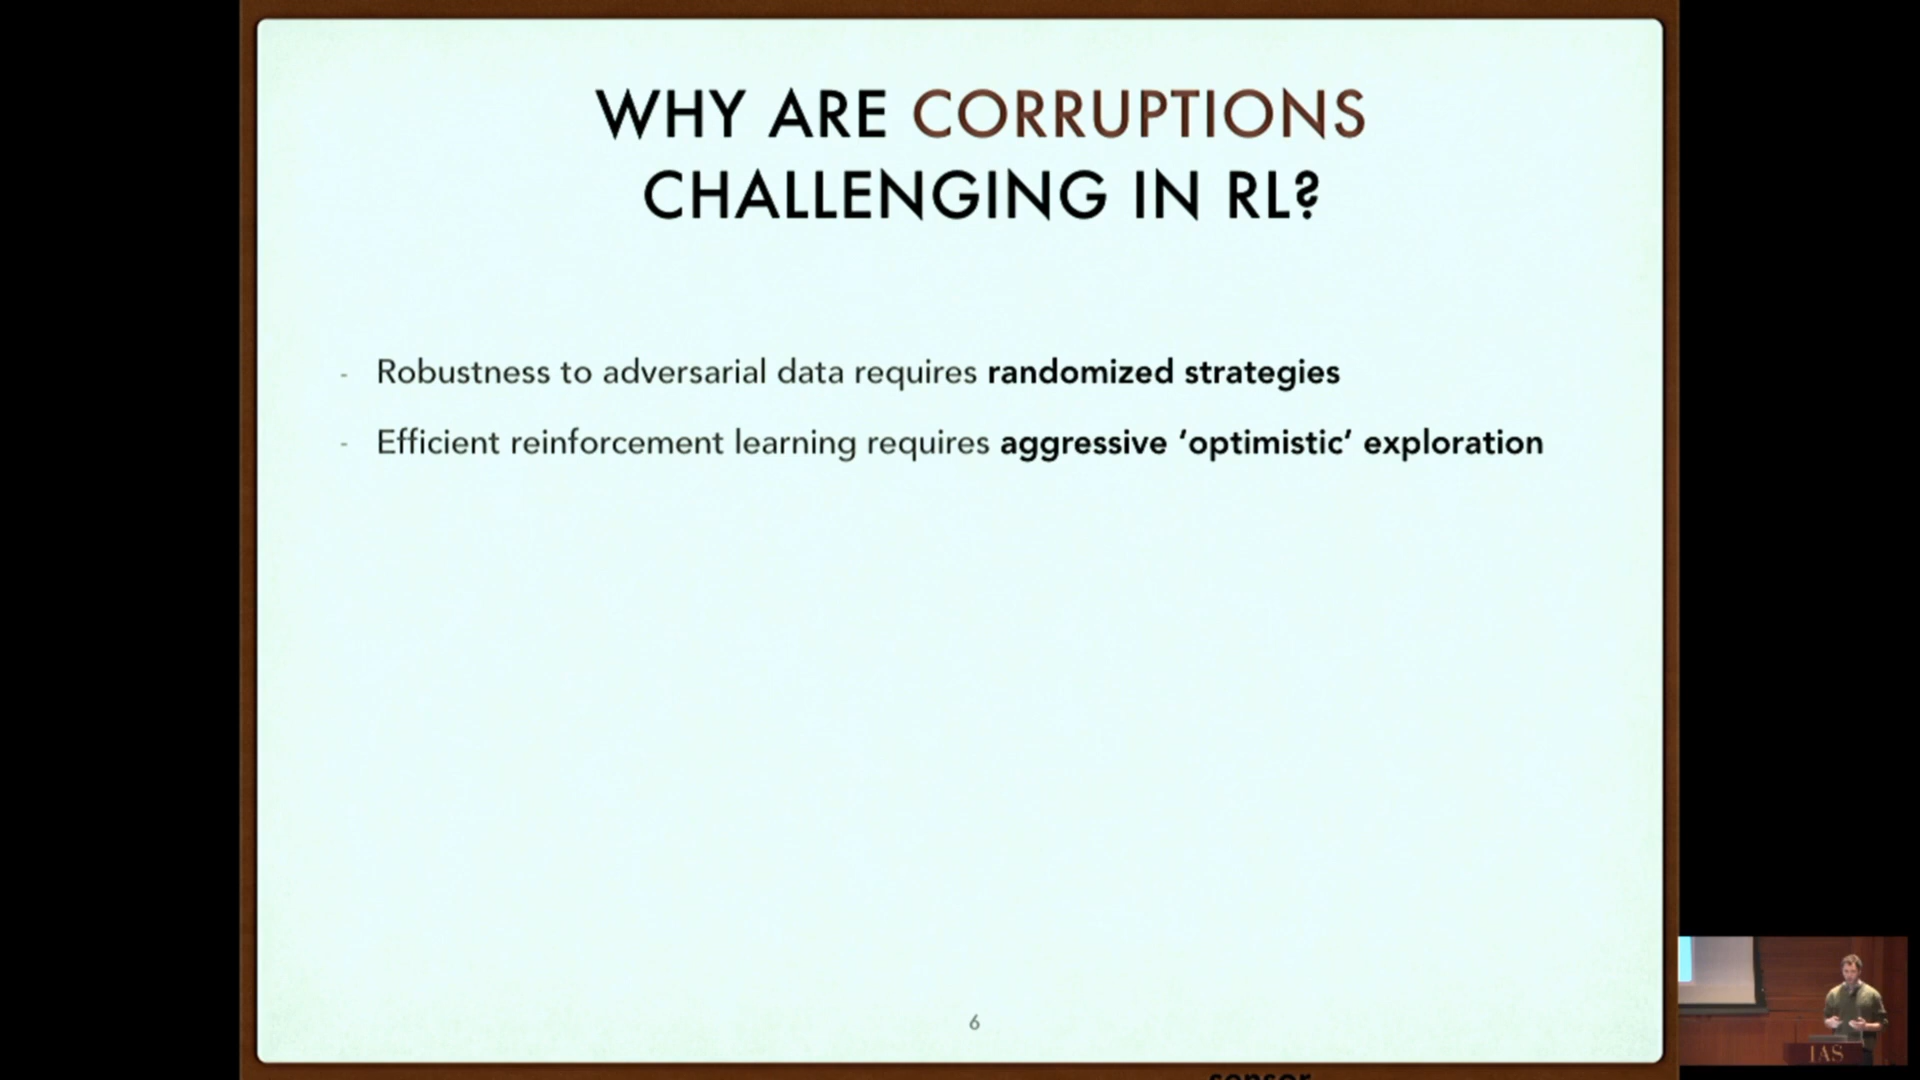 WHY ARE CORRUPTIONS
CHALLENGING IN RL?
- Robustness to adversarial data requires randomized strategies
- Efficient reinforcement learning requires aggressive ‘optimistic’ exploration
6
IAS
sensor